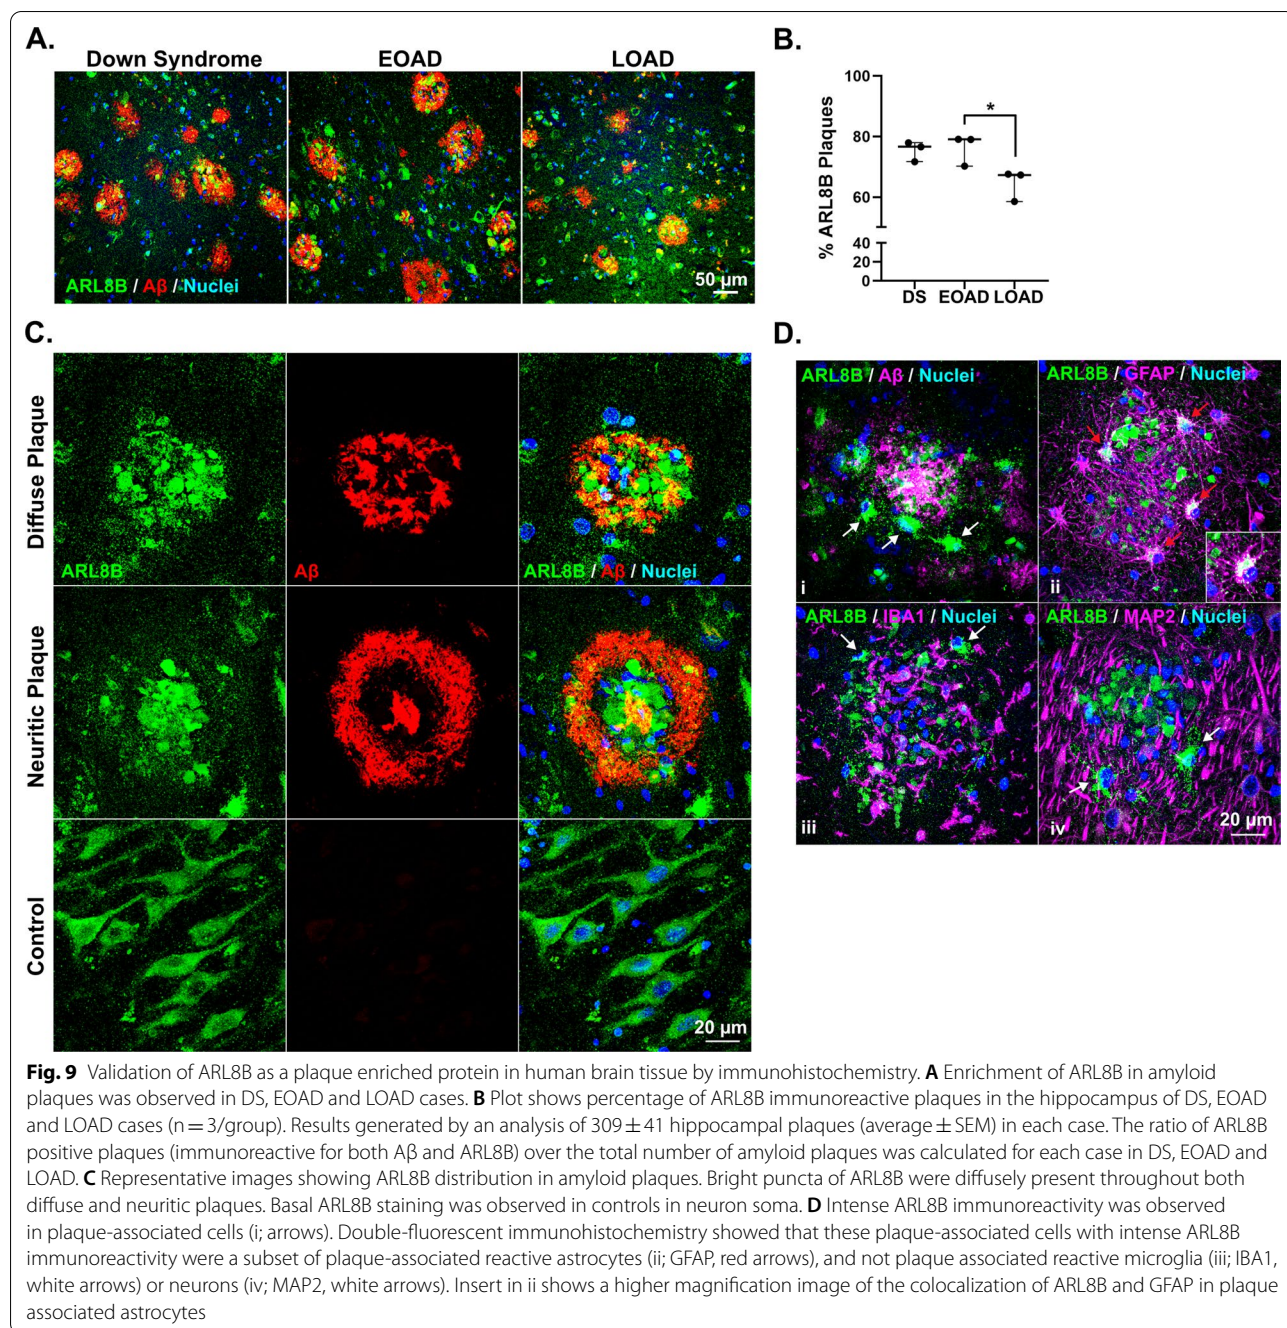 A.
Down Syndrome EOAD LOAD
ARL8B / Aβ / Nuclei
50 µm
B.
% ARL8B Plaques
100
80
60
40
20
0
*
DS EOAD LOAD
C.
Diffuse Plaque
ARL8B
Aβ
ARL8B / Aβ / Nuclei
Neuritic Plaque
Control
20 µm
D.
ARL8B / Aβ / Nuclei
i
ARL8B / GFAP / Nuclei
ii
ARL8B / IBA1 / Nuclei
iii
ARL8B / MAP2 / Nuclei
iv
20 µm
Fig. 9 Validation of ARL8B as a plaque enriched protein in human brain tissue by immunohistochemistry. A Enrichment of ARL8B in amyloid
plaques was observed in DS, EOAD and LOAD cases. B Plot shows percentage of ARL8B immunoreactive plaques in the hippocampus of DS, EOAD
and LOAD cases (n = 3/group). Results generated by an analysis of 309 ± 41 hippocampal plaques (average ± SEM) in each case. The ratio of ARL8B
positive plaques (immunoreactive for both Aβ and ARL8B) over the total number of amyloid plaques was calculated for each case in DS, EOAD and
LOAD. C Representative images showing ARL8B distribution in amyloid plaques. Bright puncta of ARL8B were diffusely present throughout both
diffuse and neuritic plaques. Basal ARL8B staining was observed in controls in neuron soma. D Intense ARL8B immunoreactivity was observed
in plaque-associated cells (i; arrows). Double-fluorescent immunohistochemistry showed that these plaque-associated cells with intense ARL8B
immunoreactivity were a subset of plaque-associated reactive astrocytes (ii; GFAP, red arrows), and not plaque associated reactive microglia (iii; IBA1,
white arrows) or neurons (iv; MAP2, white arrows). Insert in ii shows a higher magnification image of the colocalization of ARL8B and GFAP in plaque
associated astrocytes